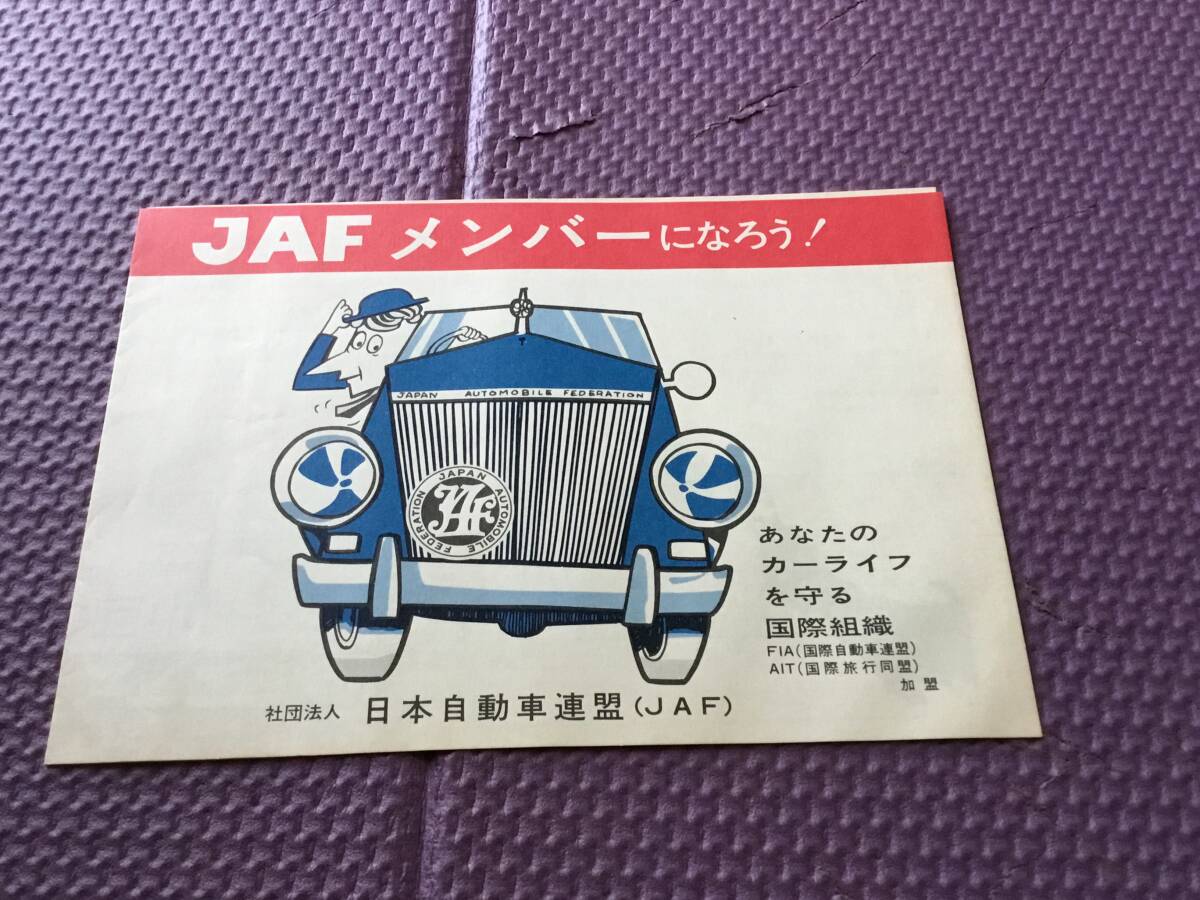 JAF メンバーになろう!
JAPAN AUTOMOBILE FEDERATION
JAPAN AUTOMOBILE FEDERATION
JAF
あなたの
カーライフ
を守る
国際組織
FIA(国際自動車連盟)
AIT(国際旅行同盟)
加盟
社団法人 日本自動車連盟(JAF)